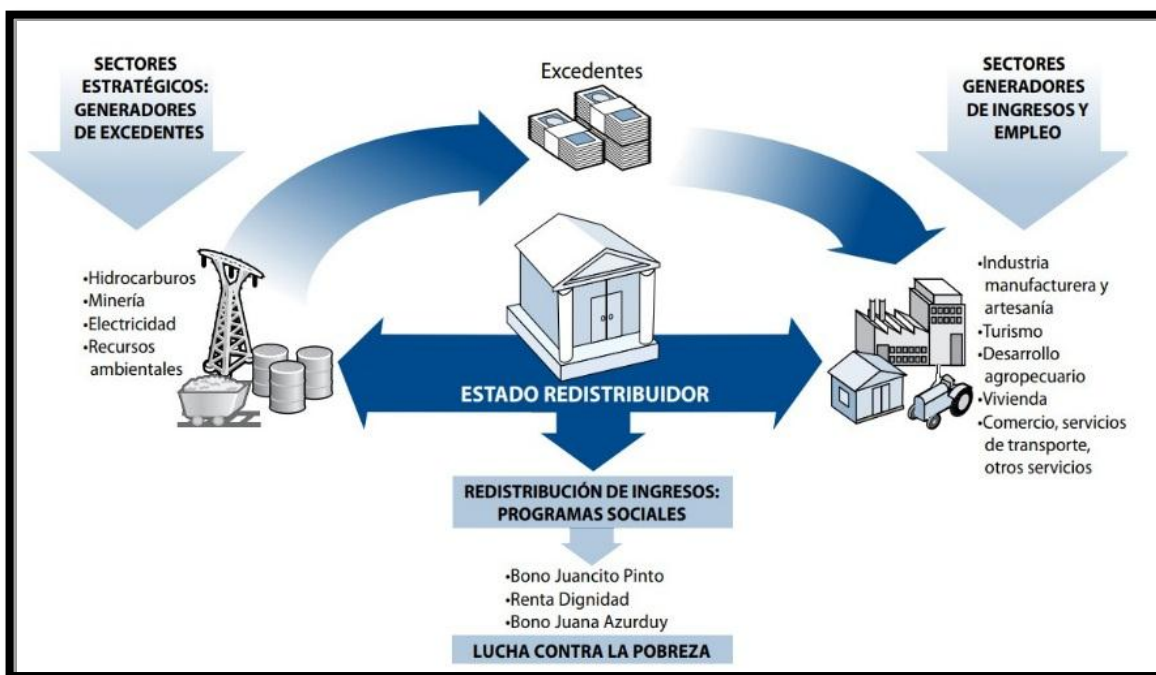 SECTORES
ESTRATÉGICOS:
GENERADORES
DE EXCEDENTES
Excedentes
SECTORES
GENERADORES
DE INGRESOS Y
EMPLEO
•Hidrocarburos
•Minería
•Electricidad
•Recursos
ambientales
•Industria
manufacturera y
artesanía
•Turismo
•Desarrollo
agropecuario
•Vivienda
•Comercio, servicios
de transporte,
otros servicios
ESTADO REDISTRIBUIDOR
REDISTRIBUCIÓN DE INGRESOS:
PROGRAMAS SOCIALES
•Bono Juancito Pinto
•Renta Dignidad
•Bono Juana Azurduy
LUCHA CONTRA LA POBREZA